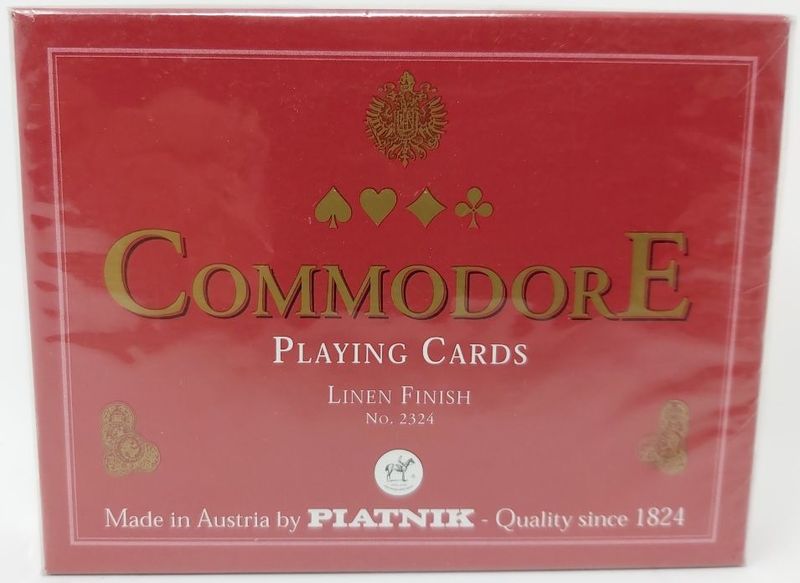 COMMODORE
PLAYING CARDS
LINEN FINISH
No. 2324
Made in Austria by PIATNIK - Quality since 1824